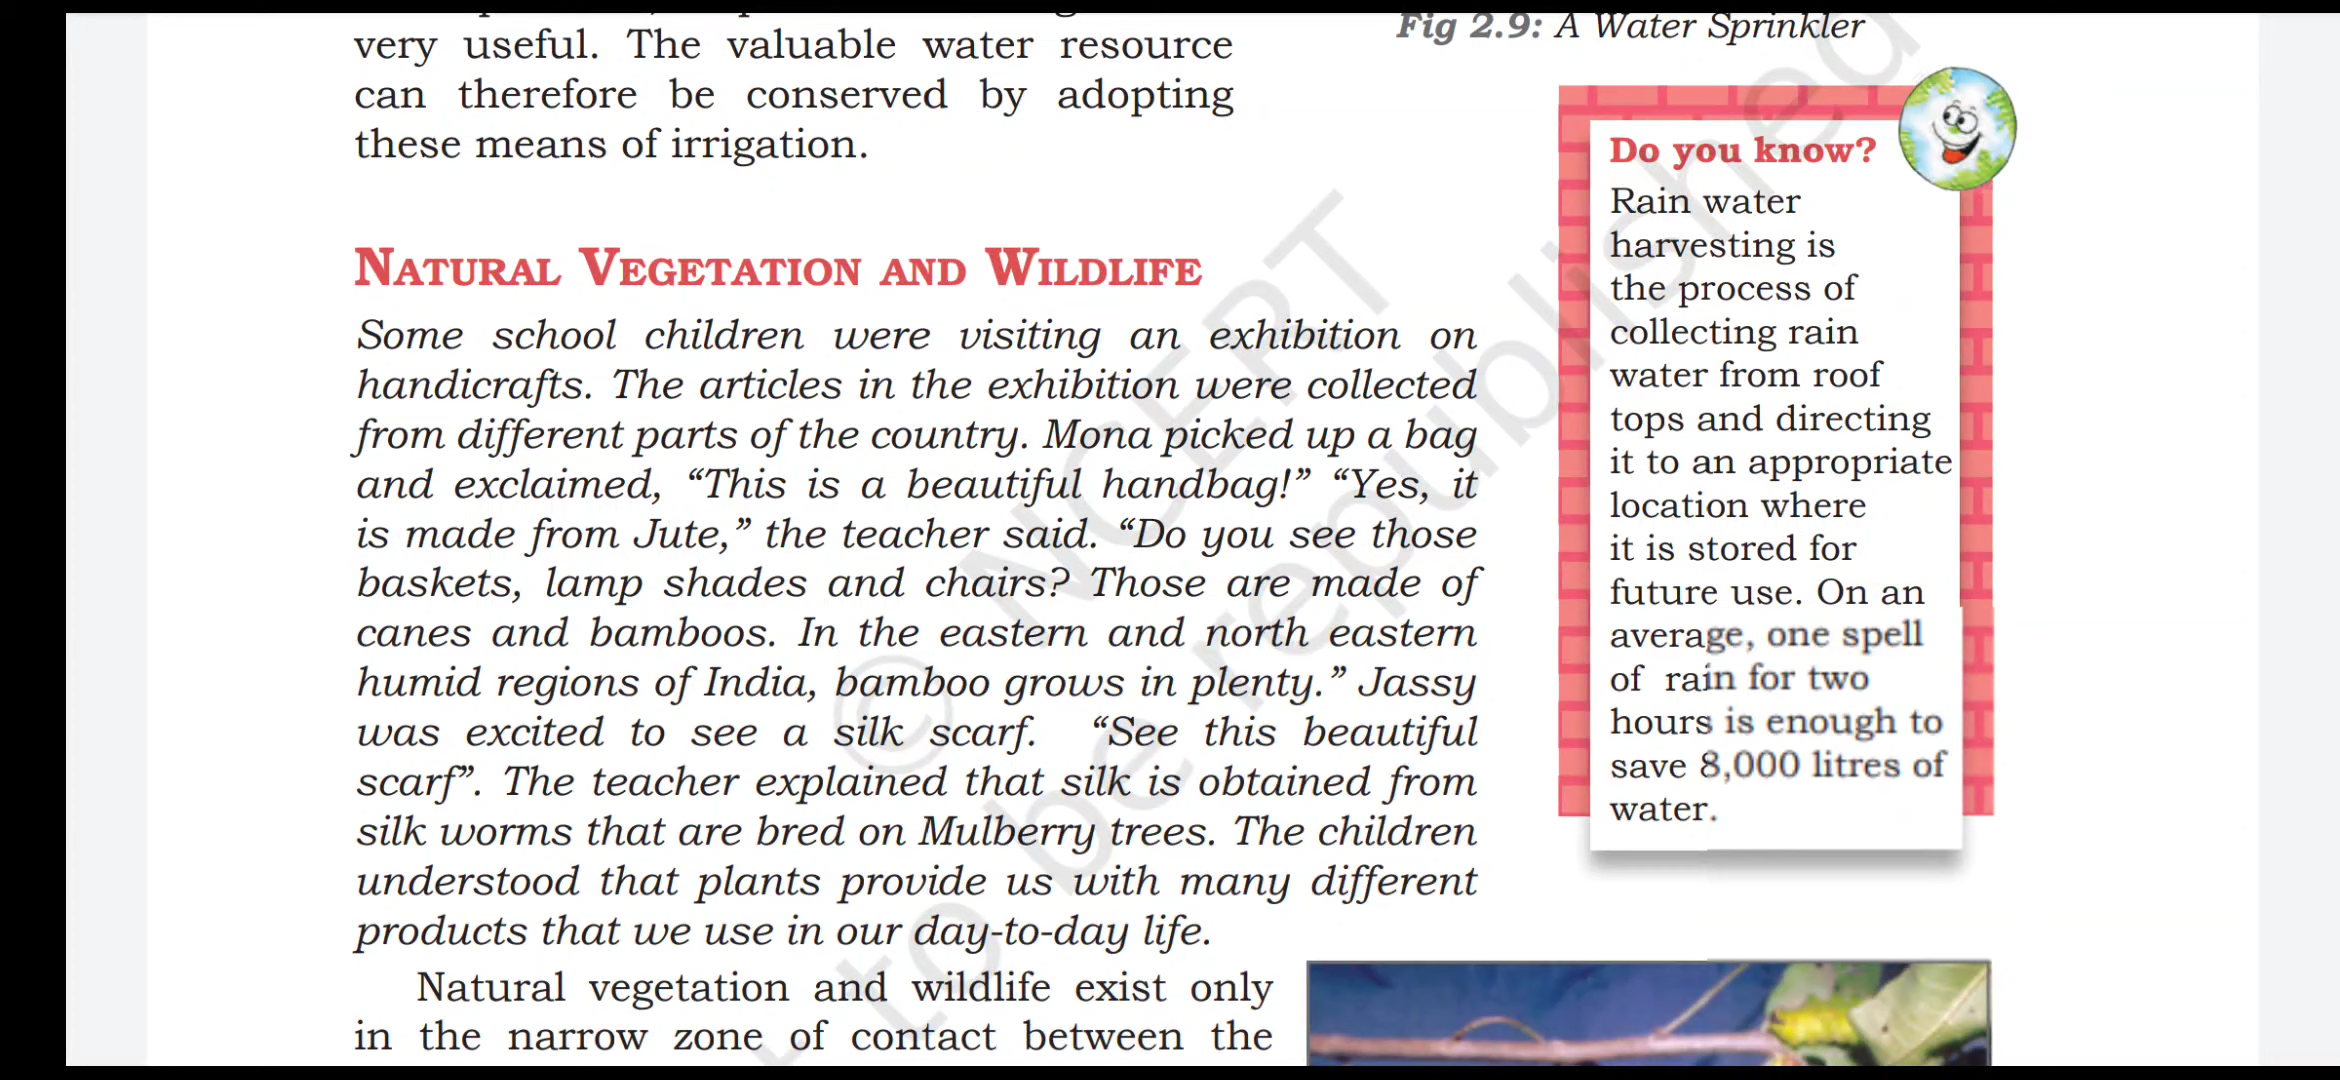 very useful. The valuable water resource
can therefore be conserved by adopting
these means of irrigation.
Fig 2.9: A Water Sprinkler
Do you know?
Rain water
harvesting is
the process of
collecting rain
water from roof
tops and directing
it to an appropriate
location where
it is stored for
future use. On an
average, one spell
of rain for two
hours is enough to
save 8,000 litres of
water.
NATURAL VEGETATION AND WILDLIFE
Some school children were visiting an exhibition on
handicrafts. The articles in the exhibition were collected
from different parts of the country. Mona picked up a bag
and exclaimed, “This is a beautiful handbag!” “Yes, it
is made from Jute,” the teacher said. “Do you see those
baskets, lamp shades and chairs? Those are made of
canes and bamboos. In the eastern and north eastern
humid regions of India, bamboo grows in plenty.” Jassy
was excited to see a silk scarf. “See this beautiful
scarf”. The teacher explained that silk is obtained from
silk worms that are bred on Mulberry trees. The children
understood that plants provide us with many different
products that we use in our day-to-day life.
Natural vegetation and wildlife exist only
in the narrow zone of contact between the
© NCERT
to be republished